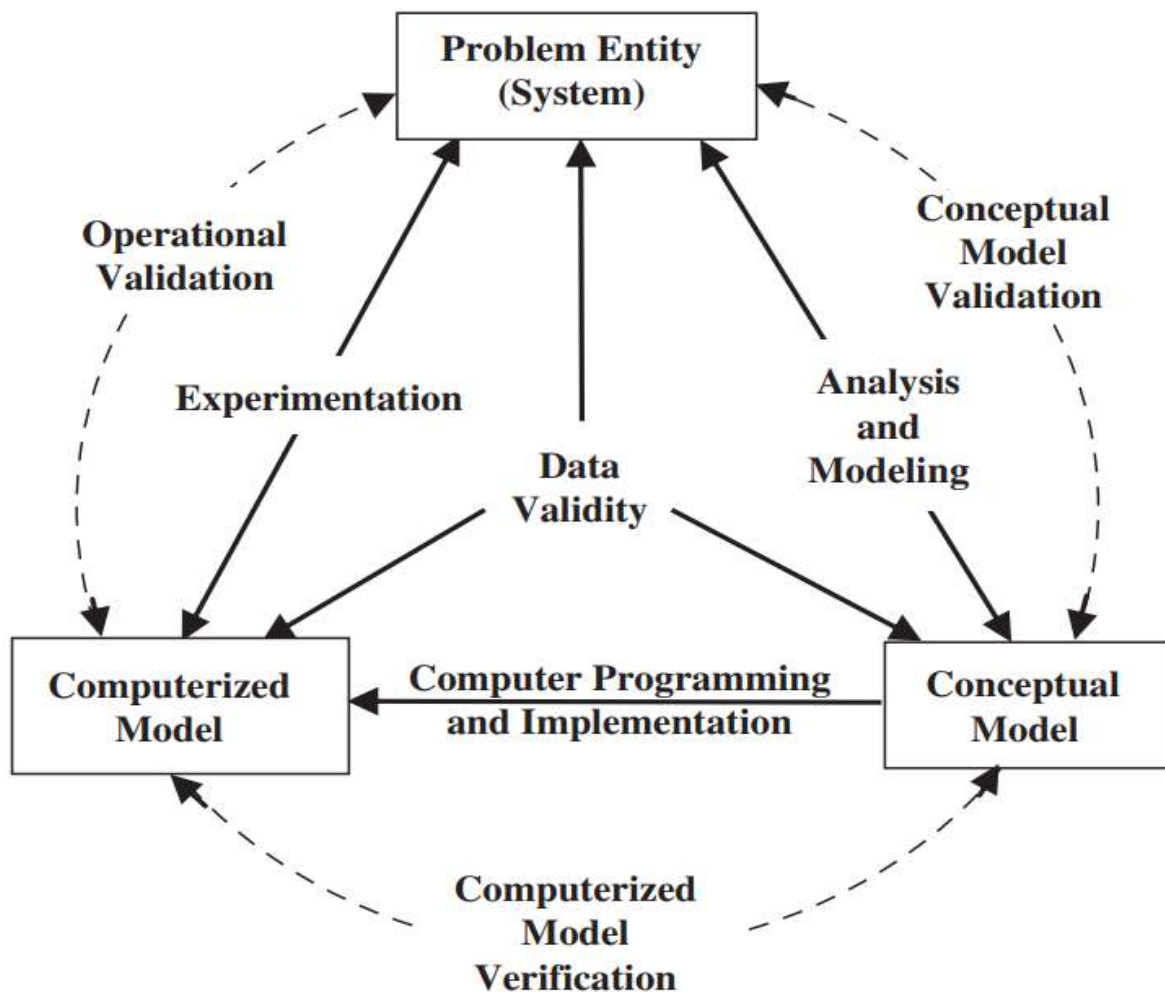 Problem Entity
(System)
Operational
Validation
Conceptual
Model
Validation
Experimentation
Analysis
and
Modeling
Data
Validity
Computerized
Model
Computer Programming
and Implementation
Conceptual
Model
Computerized
Model
Verification